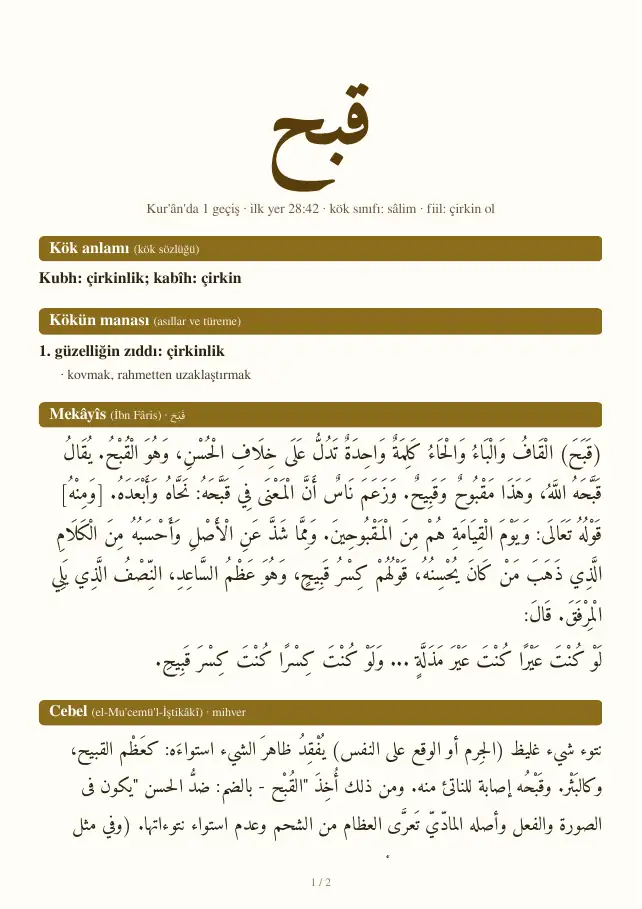 قبح
Kur'ân'da 1 geçiş · ilk yer 28:42 · kök sınıfı: sâlim · fiil: çirkin ol
Kök anlamı (kök sözlüğü)
Kubh: çirkinlik; kabîh: çirkin
Kökün manası (asıllar ve türeme)
1. güzelliğin zıddı: çirkinlik
· kovmak, rahmetten uzaklaştırmak
Mekâyîs (İbn Fâris) · قبح
(قَبَحَ) الْقَافُ وَالْبَاءُ وَالْحَاءُ كَلِمَةٌ وَاحِدَةٌ تَدُلُّ عَلَى خِلَافِ الْحُسْنِ، وَهُوَ الْقُبْحُ. يُقَالُ
قَبَّحَهُ اللَّهُ، وَهَذَا مَقْبُوحٌ وَقَبِيحٌ. وَزَعَمَ نَاسٌ أَنَّ الْمَعْنَى فِي قَبَّحَهُ: نَحَّاهُ وَأَبْعَدَهُ. [وَمِنْهُ]
قَوْلُهُ تَعَالَى: وَيَوْمَ الْقِيَامَةِ هُمْ مِنَ الْمَقْبُوحِينَ. وَمِمَّا شَذَّ عَنِ الْأَصْلِ وَأَحْسَبُهُ مِنَ الْكَلَامِ
الَّذِي ذَهَبَ مَنْ كَانَ يُحْسِنُهُ، قَوْلُهُمْ كِسْرُ قَبِيحٍ، وَهُوَ عَظْمُ السَّاعِدِ، النِّصْفُ الَّذِي يَلِي
الْمِرْفَقَ. قَالَ:
لَوْ كُنْتَ عَيْرًا كُنْتَ عَيْرَ مَذَلَّةٍ ... وَلَوْ كُنْتَ كِسْرًا كُنْتَ كِسْرَ قَبِيحِ.
Cebel (el-Mu'cemü'l-İştikâkî) · mihver
نتوء شيء غليظ (الجِرم أو الوقع على النفس) يُفْقِدُ ظاهرَ الشيء استواءَه: كعَظْم القبيح،
وكالبَثْر. وقَبْحُه إصابة للناتئ منه. ومن ذلك أُخِذَ "القُبْح - بالضم: ضدُّ الحسن "يكون فى
الصورة والفعل وأصله المادّيّ تَعرَّى العظام من الشحم وعدم استواء نتوءاتها. (وفي مثل
1 / 2